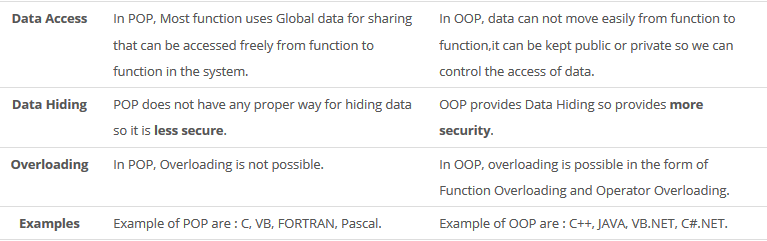 Data Access In POP, Most function uses Global data for sharing In OOP, data can not move easily from function to
that can be accessed freely from function to function,it can be kept public or private so we can
function in the system. control the access of data.
Data Hiding POP does not have any proper way for hiding data OOP provides Data Hiding so provides more
so it is less secure. security.
Overloading In POP, Overloading is not possible. In OOP, overloading is possible in the form of
Function Overloading and Operator Overloading.
Examples Example of POP are : C, VB, FORTRAN, Pascal. Example of OOP are : C++, JAVA, VB.NET, C#.NET.